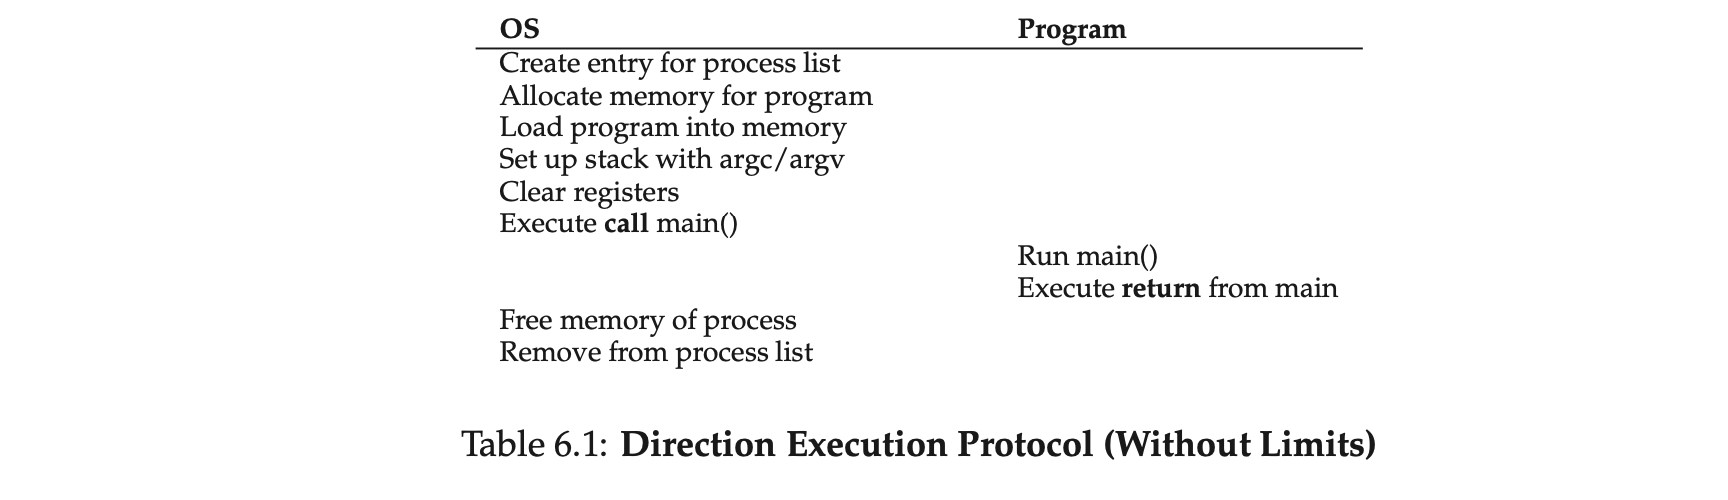 OS Program
Create entry for process list
Allocate memory for program
Load program into memory
Set up stack with argc/argv
Clear registers
Execute call main()
Run main()
Execute return from main
Free memory of process
Remove from process list
Table 6.1: Direction Execution Protocol (Without Limits)